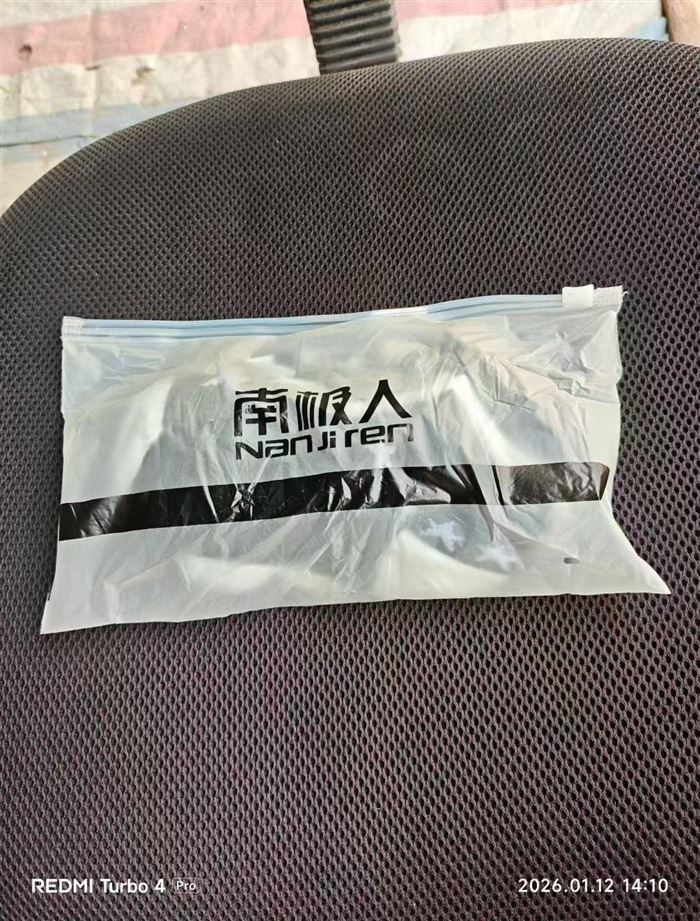 南极人
NanJiren
REDMI Turbo 4 Pro
2026.01.12 14:10